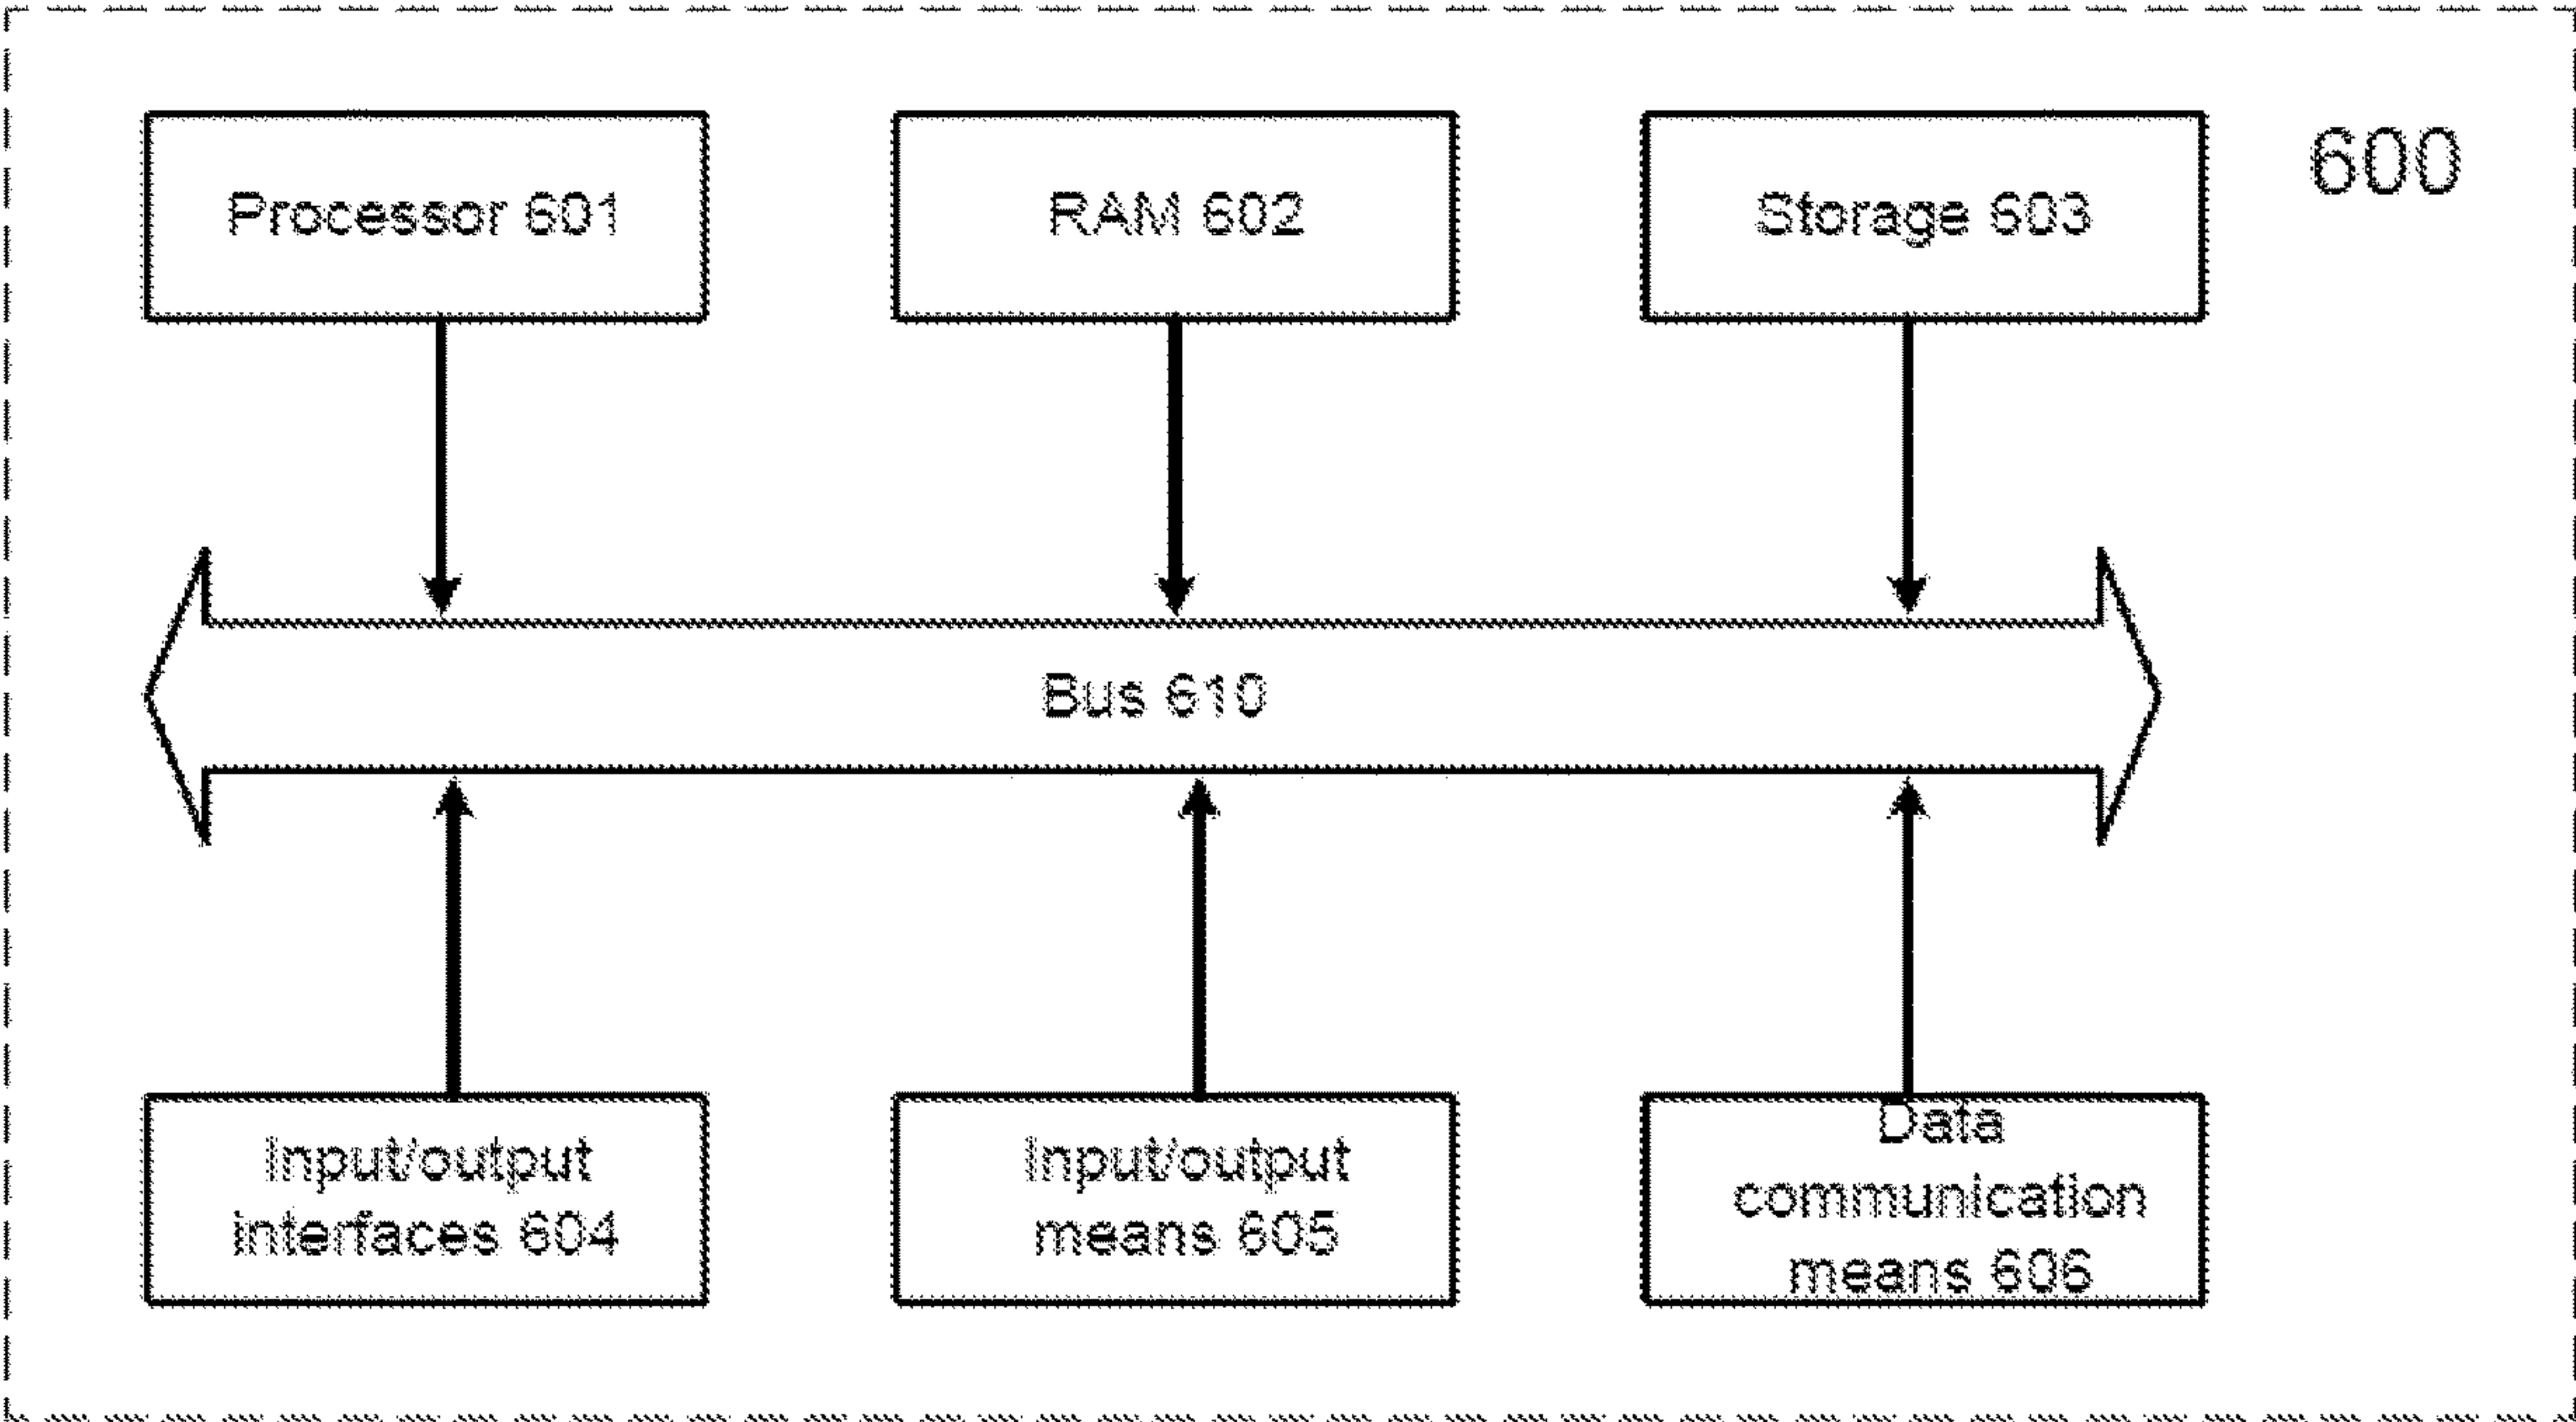 Processor 601
RAM 602
Storage 603
600
Bus 610
Input/output
interfaces 604
Input/output
means 605
Data
communication
means 606